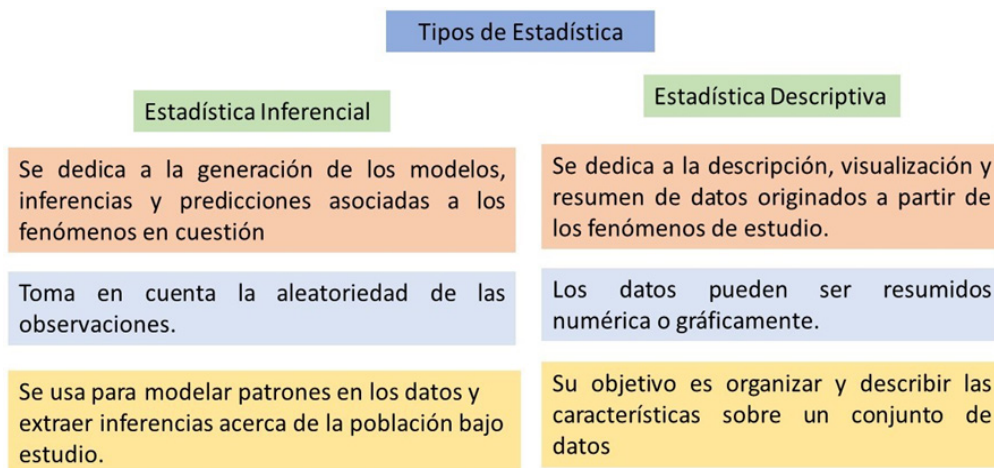 Tipos de Estadística
Estadística Inferencial
Se dedica a la generación de los modelos,
inferencias y predicciones asociadas a los
fenómenos en cuestión
Toma en cuenta la aleatoriedad de las
observaciones.
Se usa para modelar patrones en los datos y
extraer inferencias acerca de la población bajo
estudio.
Estadística Descriptiva
Se dedica a la descripción, visualización y
resumen de datos originados a partir de
los fenómenos de estudio.
Los datos pueden ser resumidos
numérica o gráficamente.
Su objetivo es organizar y describir las
características sobre un conjunto de
datos